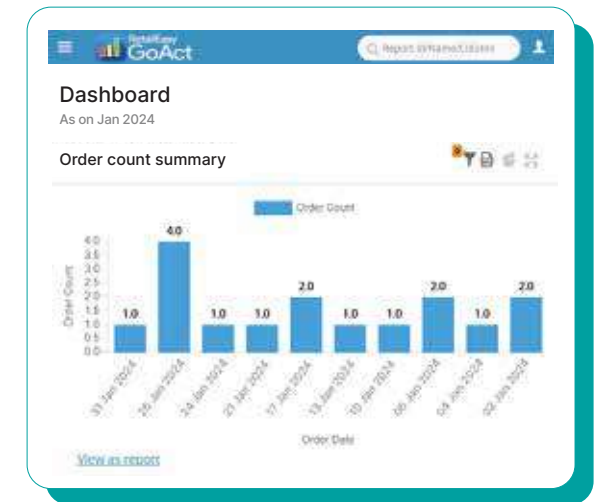 RetailEasy
GoAct
Dashboard
As on Jan 2024
Order count summary
Order Count
4.0
3.5
3.0
2.5
2.0
1.5
1.0
0.5
0.0
Order Count
1.0 4.0 1.0 1.0 2.0 1.0 1.0 2.0 1.0 2.0
31 Jan 2024
Jan 2024
24 Jan 2024
21 Jan 2024
17 Jan 2024
13 Jan 2024
10 Jan 2024
06 Jan 2024
04 Jan 2024
02 Jan 2024
Order Date
View as report